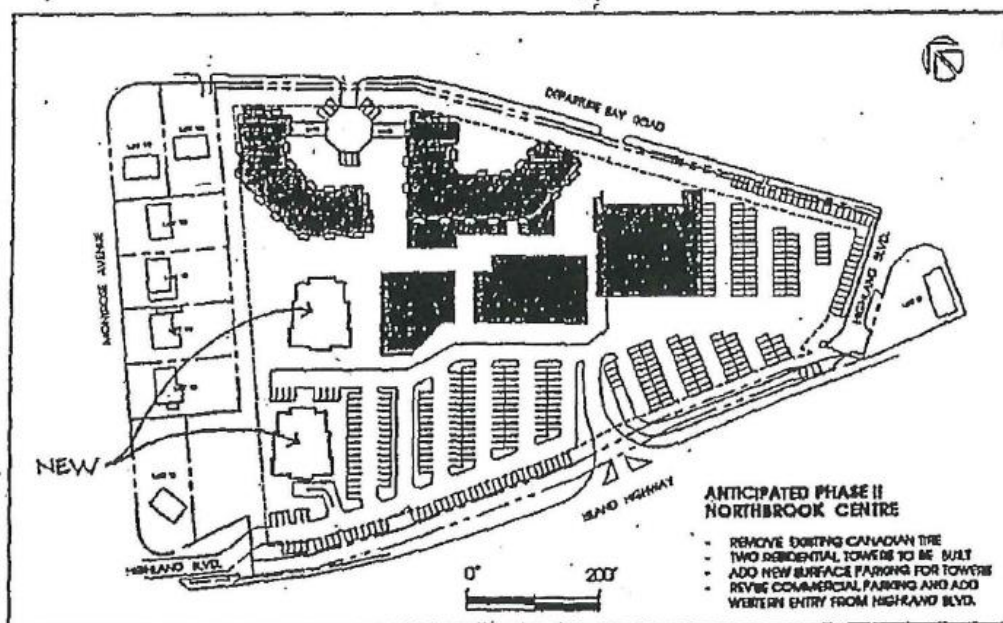 DEPARTURE BAY ROAD
MONTROSE AVENUE
HIGHLAND BLVD.
NEW
ISLAND HIGHWAY
HIGHLAND BLVD.
ANTICIPATED PHASE II
NORTHBROOK CENTRE
- REMOVE EXISTING CANADIAN TIRE
- TWO RESIDENTIAL TOWERS TO BE BUILT
- ADD NEW SURFACE PARKING FOR TOWERS
- REVISE COMMERCIAL PARKING AND ADD
WESTERN ENTRY FROM HIGHLAND BLVD.
0" 200'